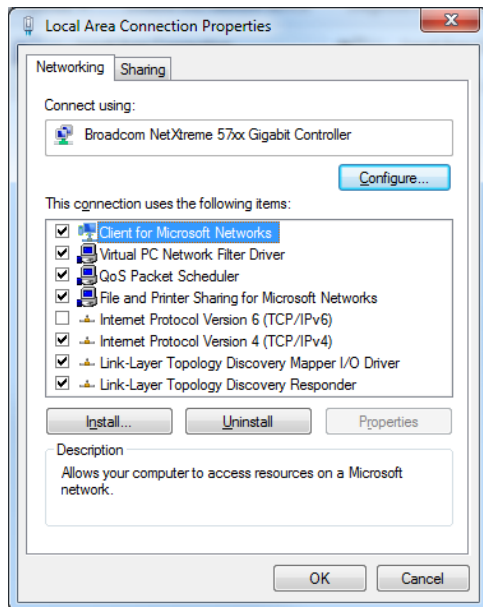 Local Area Connection Properties
Networking
Sharing
Connect using:
Broadcom NetXtreme 57xx Gigabit Controller
Configure...
This connection uses the following items:
Client for Microsoft Networks
Virtual PC Network Filter Driver
QoS Packet Scheduler
File and Printer Sharing for Microsoft Networks
Internet Protocol Version 6 (TCP/IPv6)
Internet Protocol Version 4 (TCP/IPv4)
Link-Layer Topology Discovery Mapper I/O Driver
Link-Layer Topology Discovery Responder
Install...
Uninstall
Properties
Description
Allows your computer to access resources on a Microsoft
network.
OK
Cancel